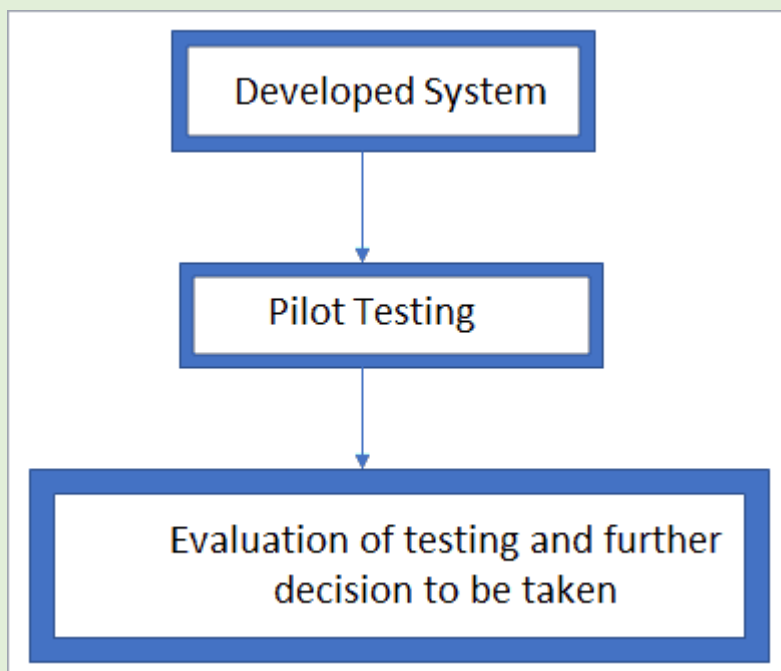 Developed System
Pilot Testing
Evaluation of testing and further
decision to be taken